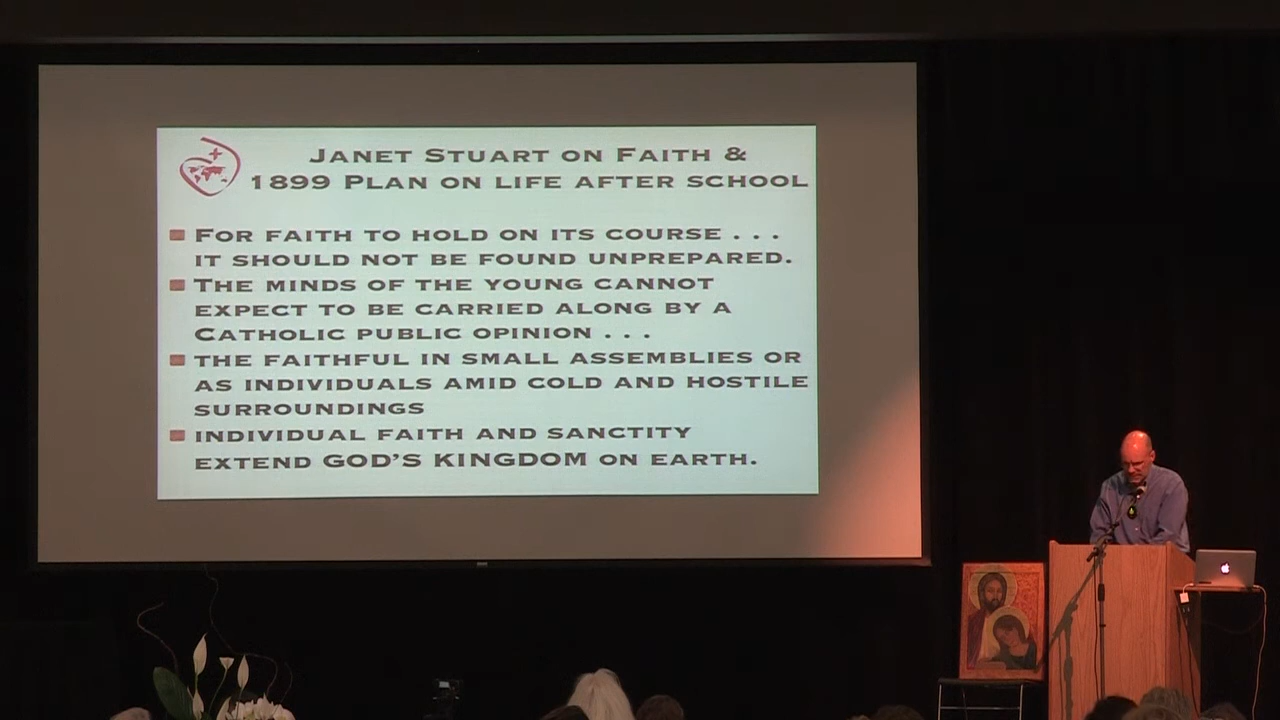 JANET STUART ON FAITH &
1899 PLAN ON LIFE AFTER SCHOOL
FOR FAITH TO HOLD ON ITS COURSE . . .
IT SHOULD NOT BE FOUND UNPREPARED.
THE MINDS OF THE YOUNG CANNOT
EXPECT TO BE CARRIED ALONG BY A
CATHOLIC PUBLIC OPINION . . .
THE FAITHFUL IN SMALL ASSEMBLIES OR
AS INDIVIDUALS AMID COLD AND HOSTILE
SURROUNDINGS
INDIVIDUAL FAITH AND SANCTITY
EXTEND GOD'S KINGDOM ON EARTH.